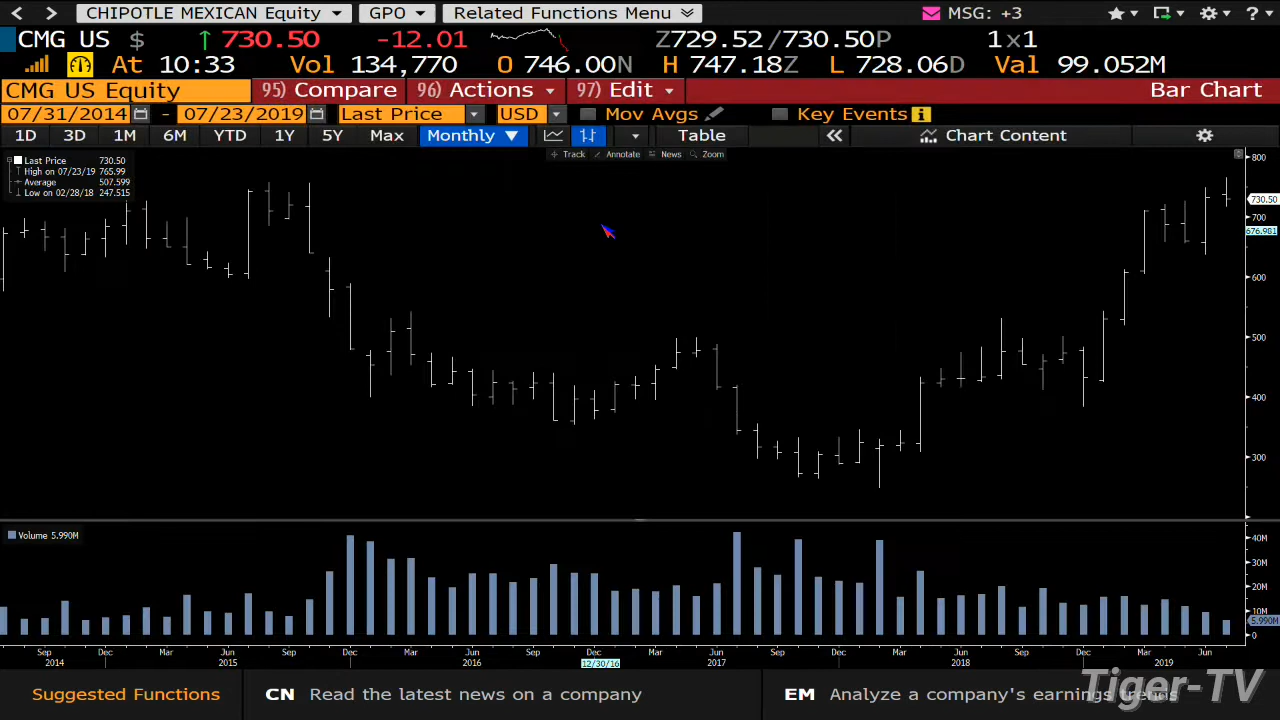 CHIPOTLE MEXICAN Equity GPO Related Functions Menu MSG: +3
CMG US $ ↑ 730.50 -12.01 Z729.52 /730.50P 1x1
At 10:33 Vol 134,770 O 746.00N H 747.18Z L 728.06D Val 99.052M
CMG US Equity 95) Compare 96) Actions 97) Edit Bar Chart
07/31/2014 - 07/23/2019 Last Price USD Mov Avgs Key Events
1D 3D 1M 6M YTD 1Y 5Y Max Monthly ▼ Table Chart Content
Track Annotate News Zoom
Last Price 730.50
High on 07/23/19 765.99
Average 507.599
Low on 02/28/18 247.515
800
730.50
700
676.981
600
400
300
Volume 5.990M
40M
30M
20M
10M
5.990M
0
Sep Dec Mar Jun Sep Dec Mar Jun Sep Dec Mar Jun Sep Dec Mar Jun Sep Dec Mar Jun
2014 2015 2016 12/30/16 2017 2018 2019
Suggested Functions CN Read the latest news on a company EM Analyze a company's earnings trends
Tiger-TV